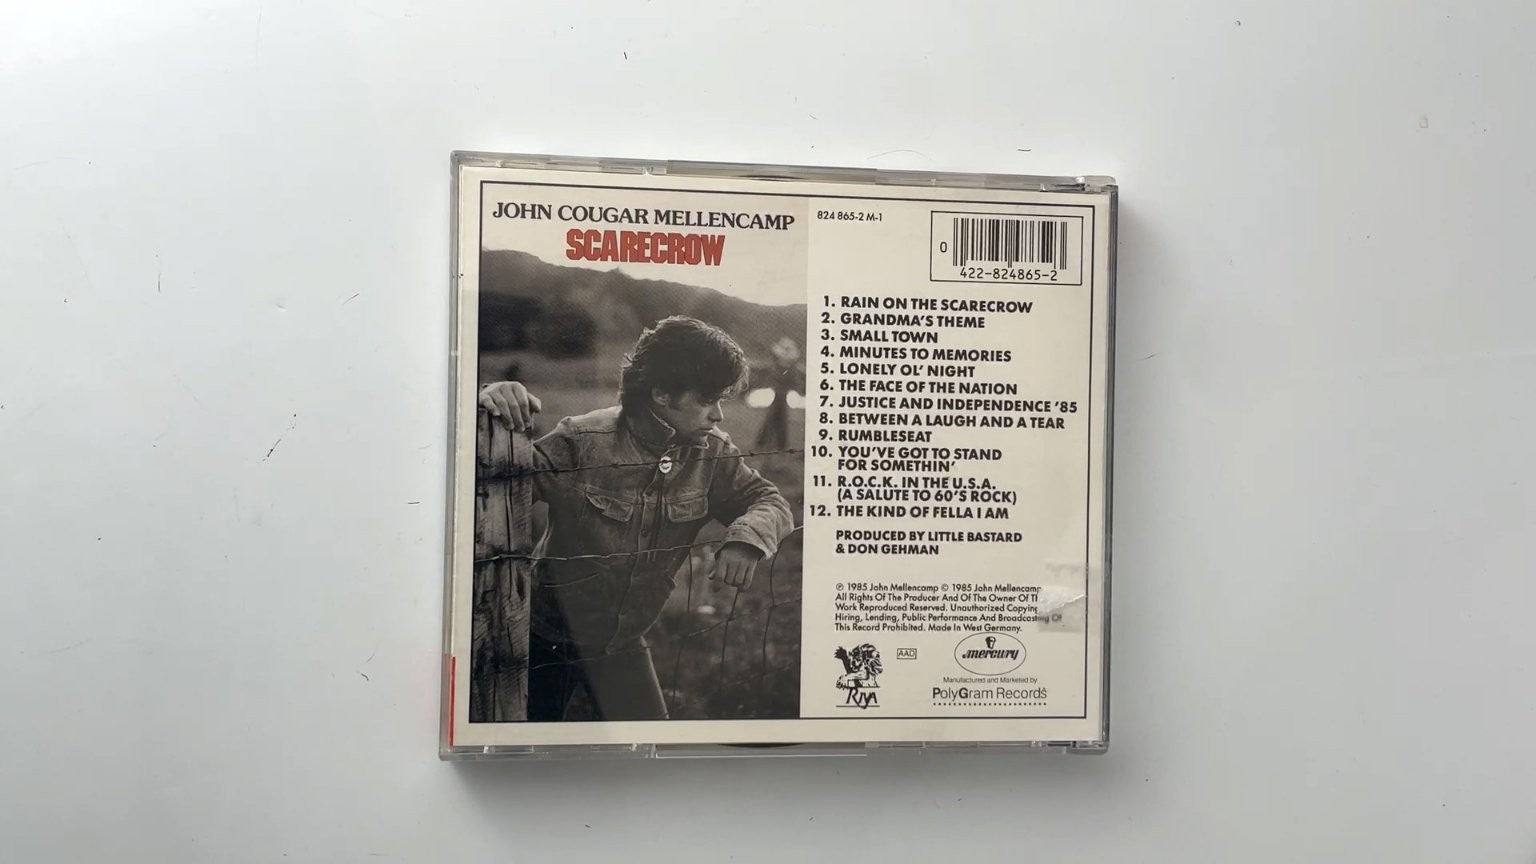 JOHN COUGAR MELLENCAMP
SCARECROW
824 865-2 M-1
0
422-824865-2
1. RAIN ON THE SCARECROW
2. GRANDMA'S THEME
3. SMALL TOWN
4. MINUTES TO MEMORIES
5. LONELY OL' NIGHT
6. THE FACE OF THE NATION
7. JUSTICE AND INDEPENDENCE '85
8. BETWEEN A LAUGH AND A TEAR
9. RUMBLESEAT
10. YOU'VE GOT TO STAND
FOR SOMETHIN'
11. R.O.C.K. IN THE U.S.A.
(A SALUTE TO 60'S ROCK)
12. THE KIND OF FELLA I AM
PRODUCED BY LITTLE BASTARD
& DON GEHMAN
℗ 1985 John Mellencamp © 1985 John Mellencamp
All Rights Of The Producer And Of The Owner Of
Work Reproduced Reserved. Unauthorized Copying
Hiring, Lending, Public Performance And Broadcasting Of
This Record Prohibited. Made In West Germany.
RIVA
AAD
mercury
Manufactured and Marketed by
PolyGram Records